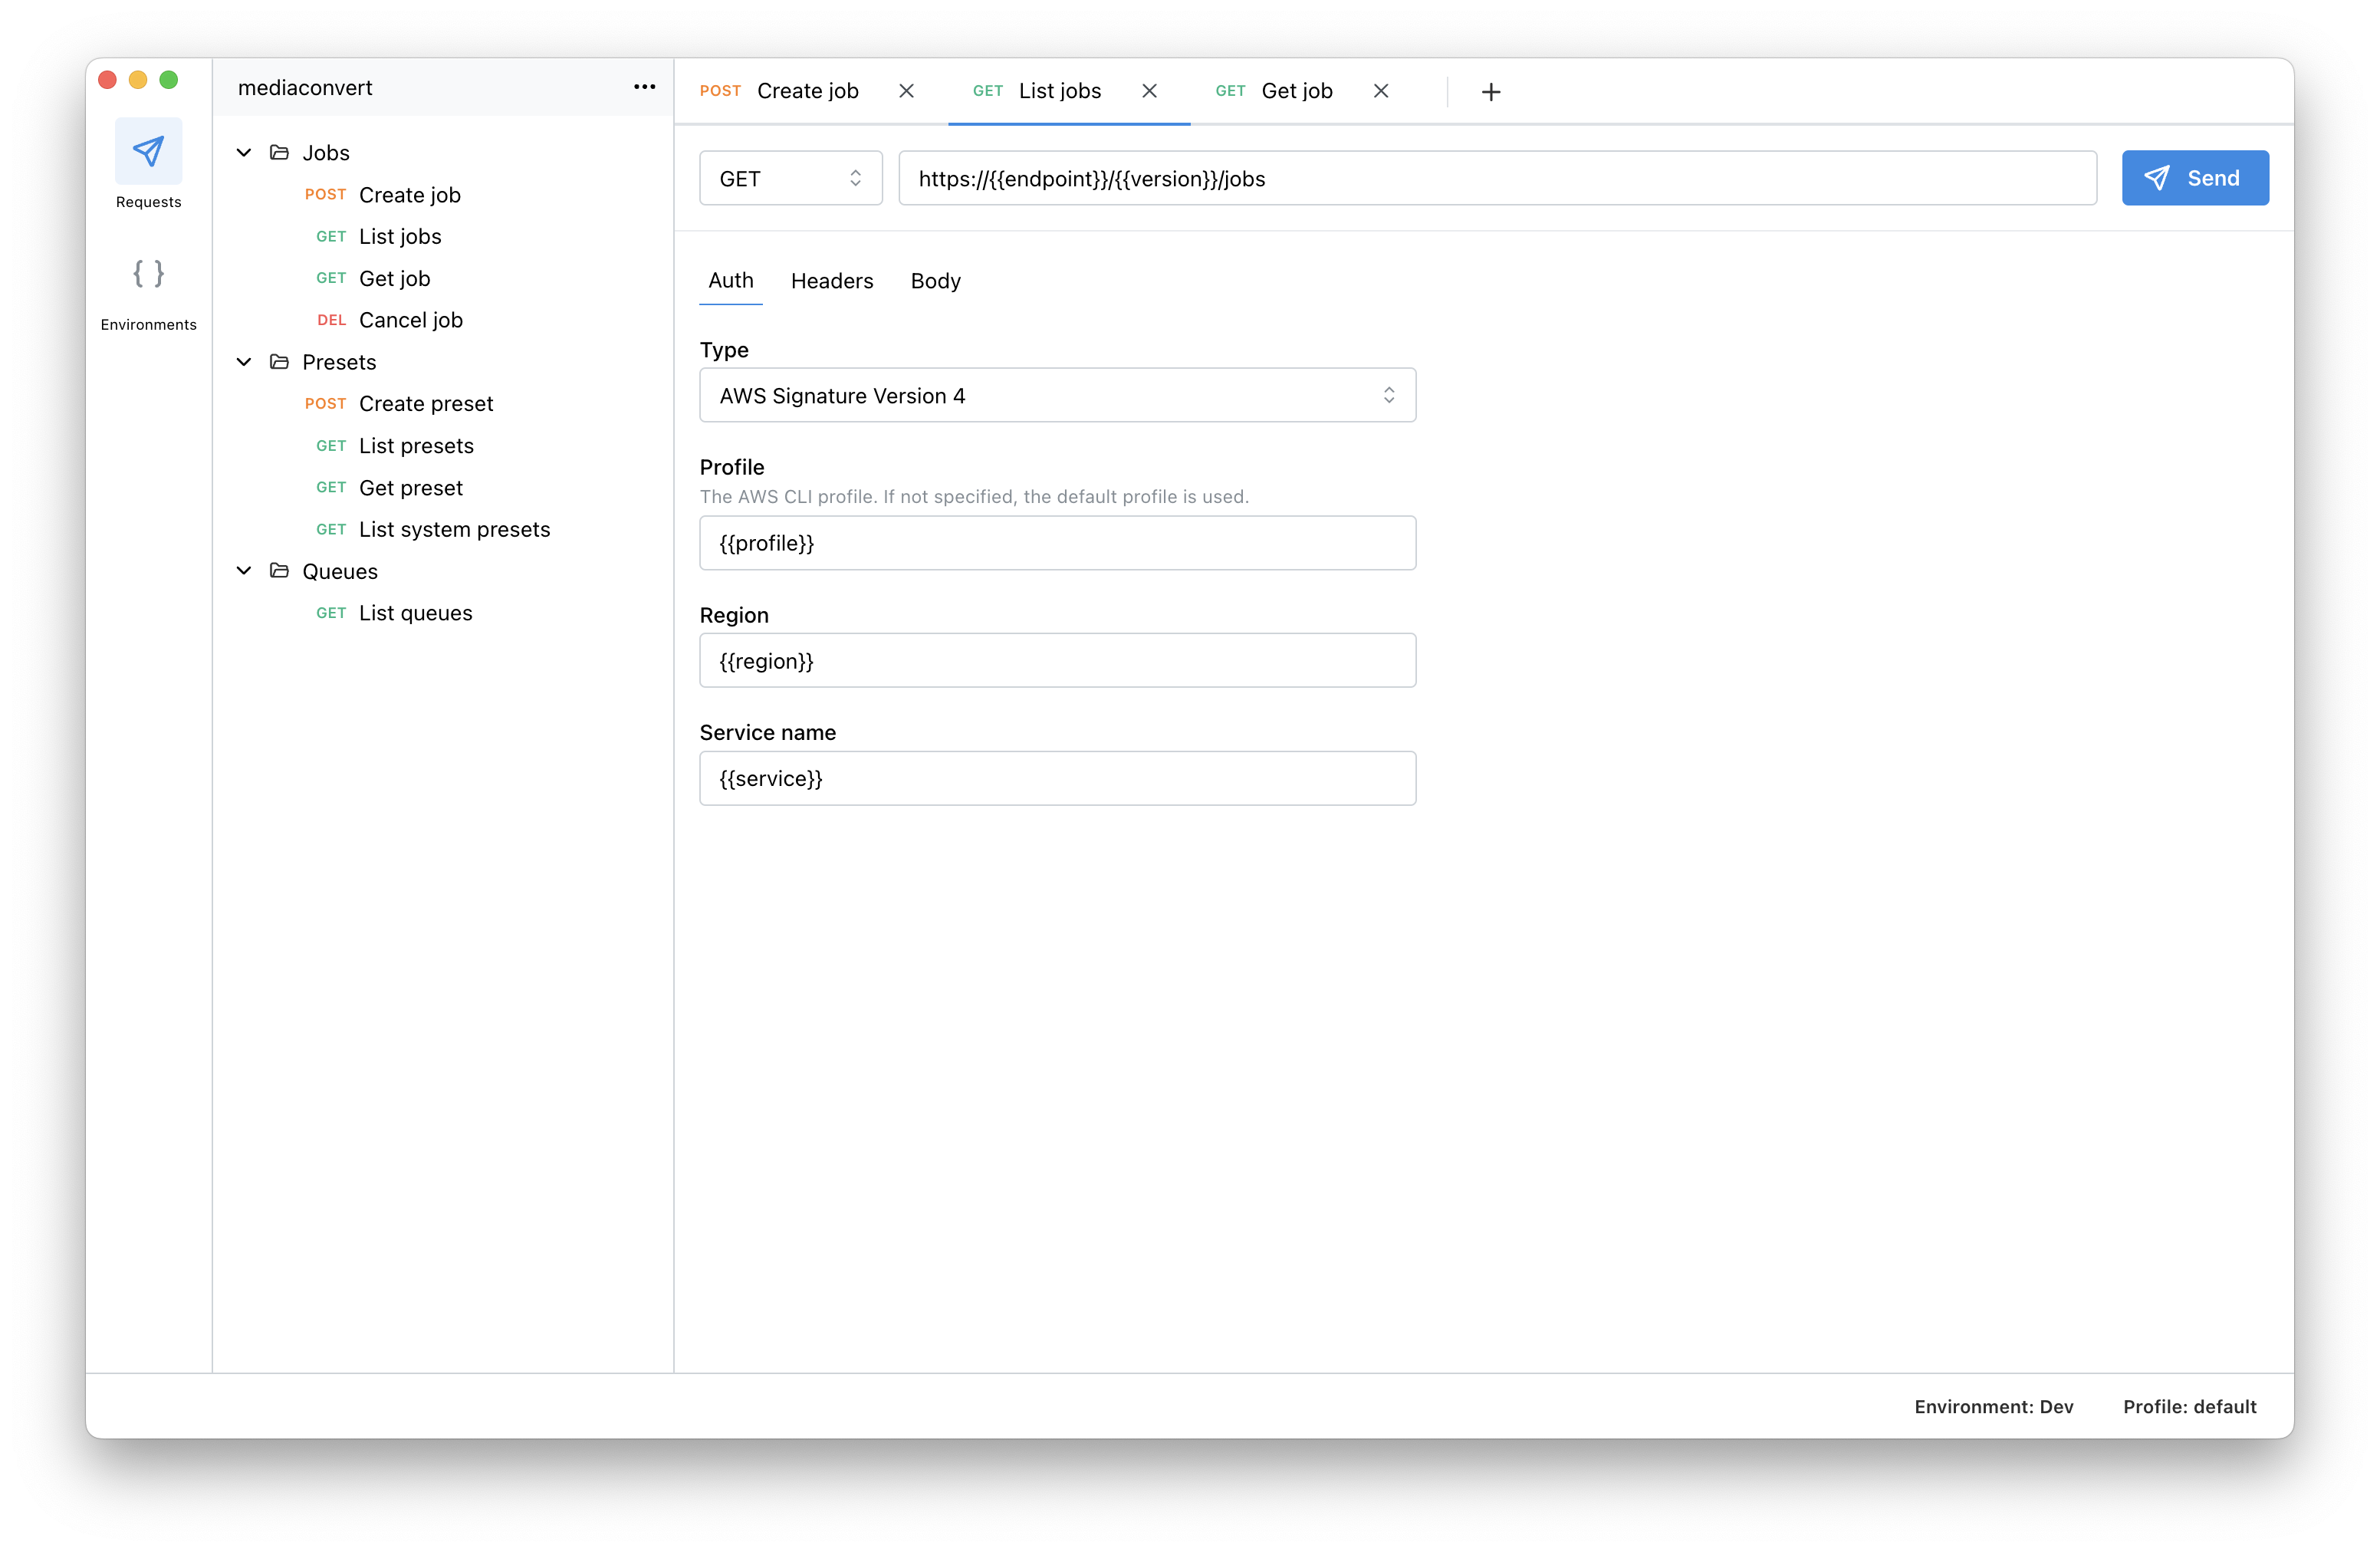 mediaconvert
Requests
Environments
Jobs
POST Create job
GET List jobs
GET Get job
DEL Cancel job
Presets
POST Create preset
GET List presets
GET Get preset
GET List system presets
Queues
GET List queues
POST Create job
GET List jobs
GET Get job
GET
https://{{endpoint}}/{{version}}/jobs
Send
Auth Headers Body
Type
AWS Signature Version 4
Profile
The AWS CLI profile. If not specified, the default profile is used.
{{profile}}
Region
{{region}}
Service name
{{service}}
Environment: Dev Profile: default